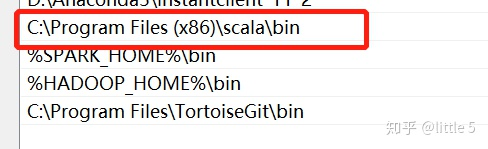 C:\Program Files (x86)\scala\bin
%SPARK_HOME%\bin
%HADOOP_HOME%\bin
C:\Program Files\TortoiseGit\bin
知乎 @little 5